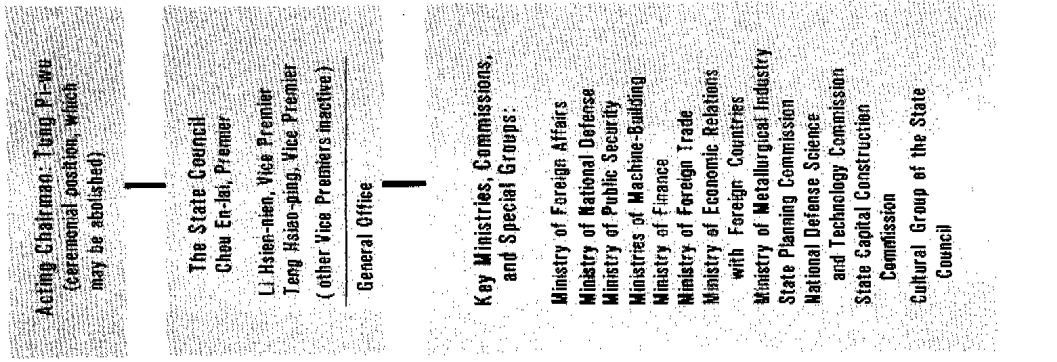 Acting Chairman: Tung Pi-wu
(ceremonial position, which
may be abolished)
The State Council
Chou En-lai, Premier
Li Hsien-nien, Vice Premier
Teng Hsiao-ping, Vice Premier
(other Vice Premiers inactive)
General Office
Key Ministries, Commissions,
and Special Groups:
Ministry of Foreign Affairs
Ministry of National Defense
Ministry of Public Security
Ministries of Machine-Building
Ministry of Finance
Ministry of Foreign Trade
Ministry of Economic Relations
with Foreign Countries
Ministry of Metallurgical Industry
State Planning Commission
National Defense Science
and Technology Commission
State Capital Construction
Commission
Cultural Group of the State
Council